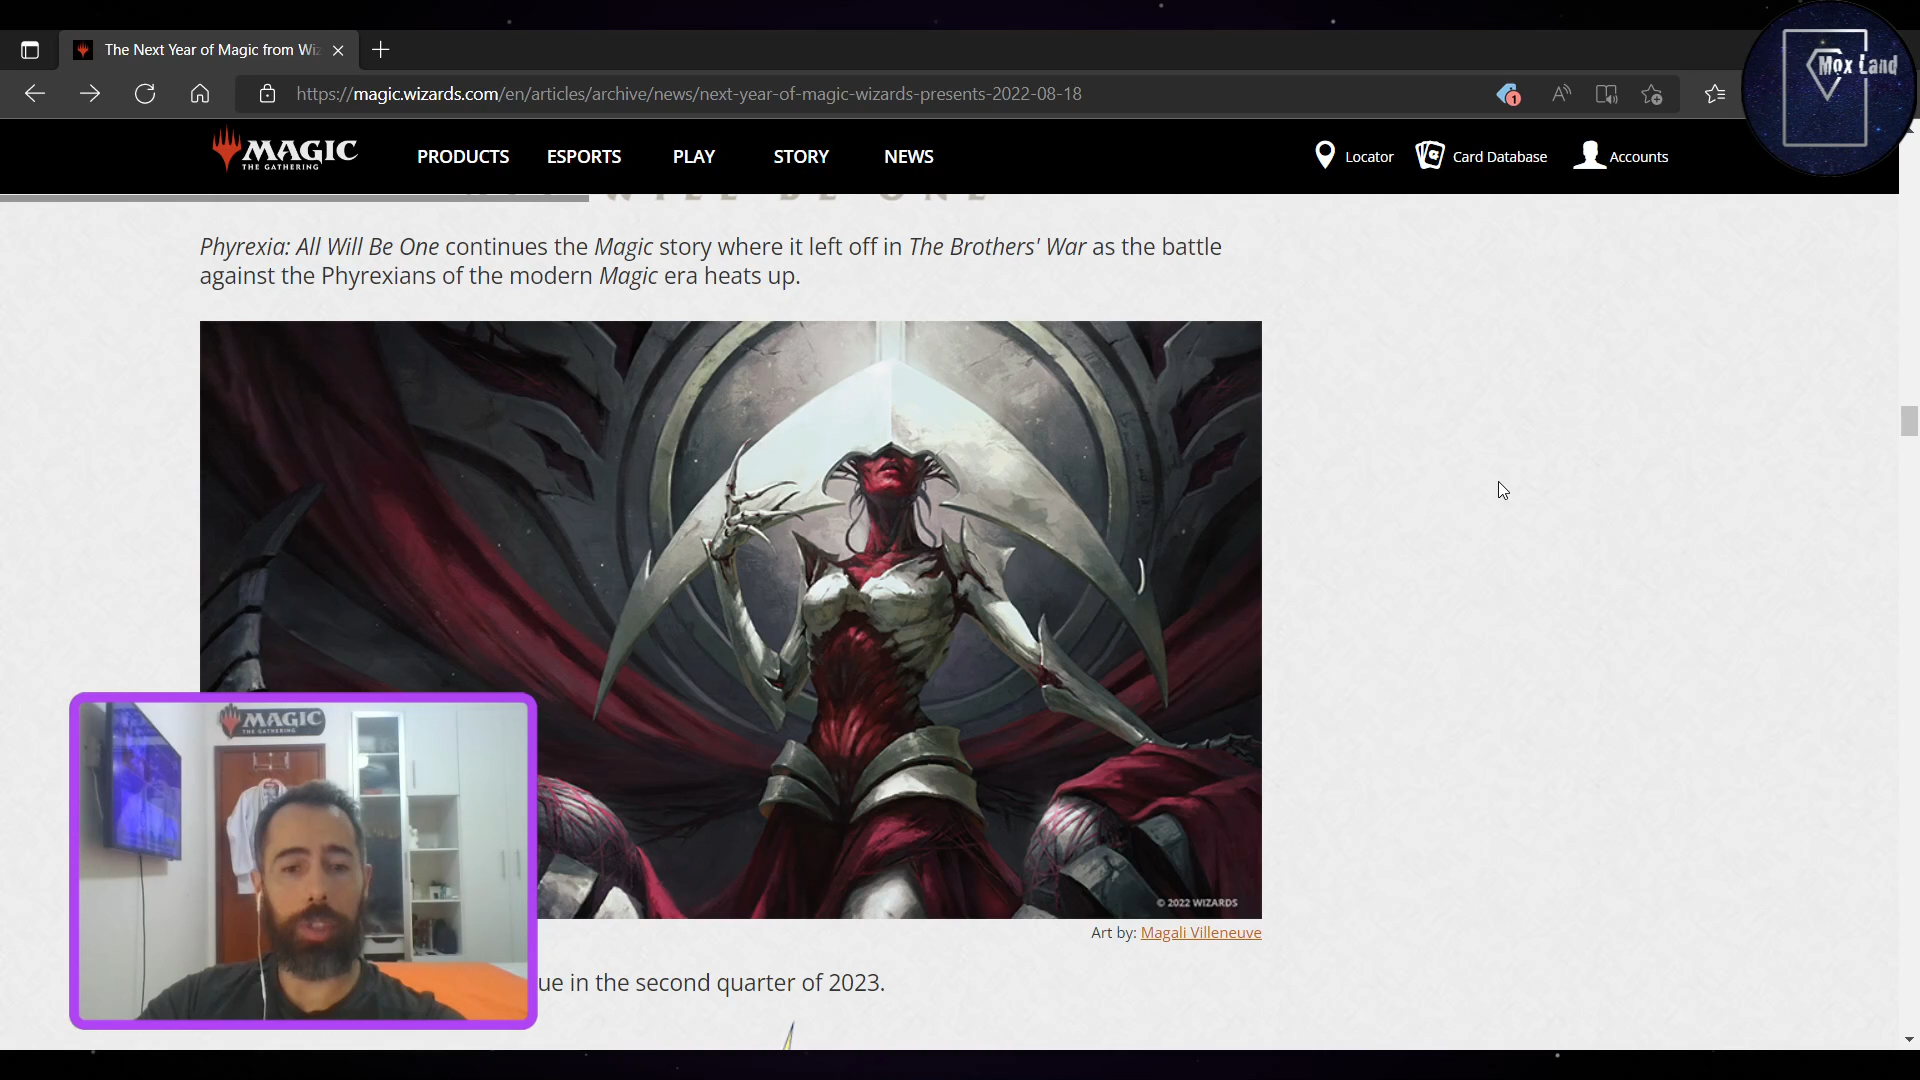 The Next Year of Magic from Wiz
https://magic.wizards.com/en/articles/archive/news/next-year-of-magic-wizards-presents-2022-08-18
1
Mox Land
MAGIC
THE GATHERING
PRODUCTS
ESPORTS
PLAY
STORY
NEWS
Locator
Card Database
Accounts
WILL BE ONE
Phyrexia: All Will Be One continues the Magic story where it left off in The Brothers' War as the battle
against the Phyrexians of the modern Magic era heats up.
© 2022 WIZARDS
Art by: Magali Villeneuve
MAGIC
THE GATHERING
ue in the second quarter of 2023.